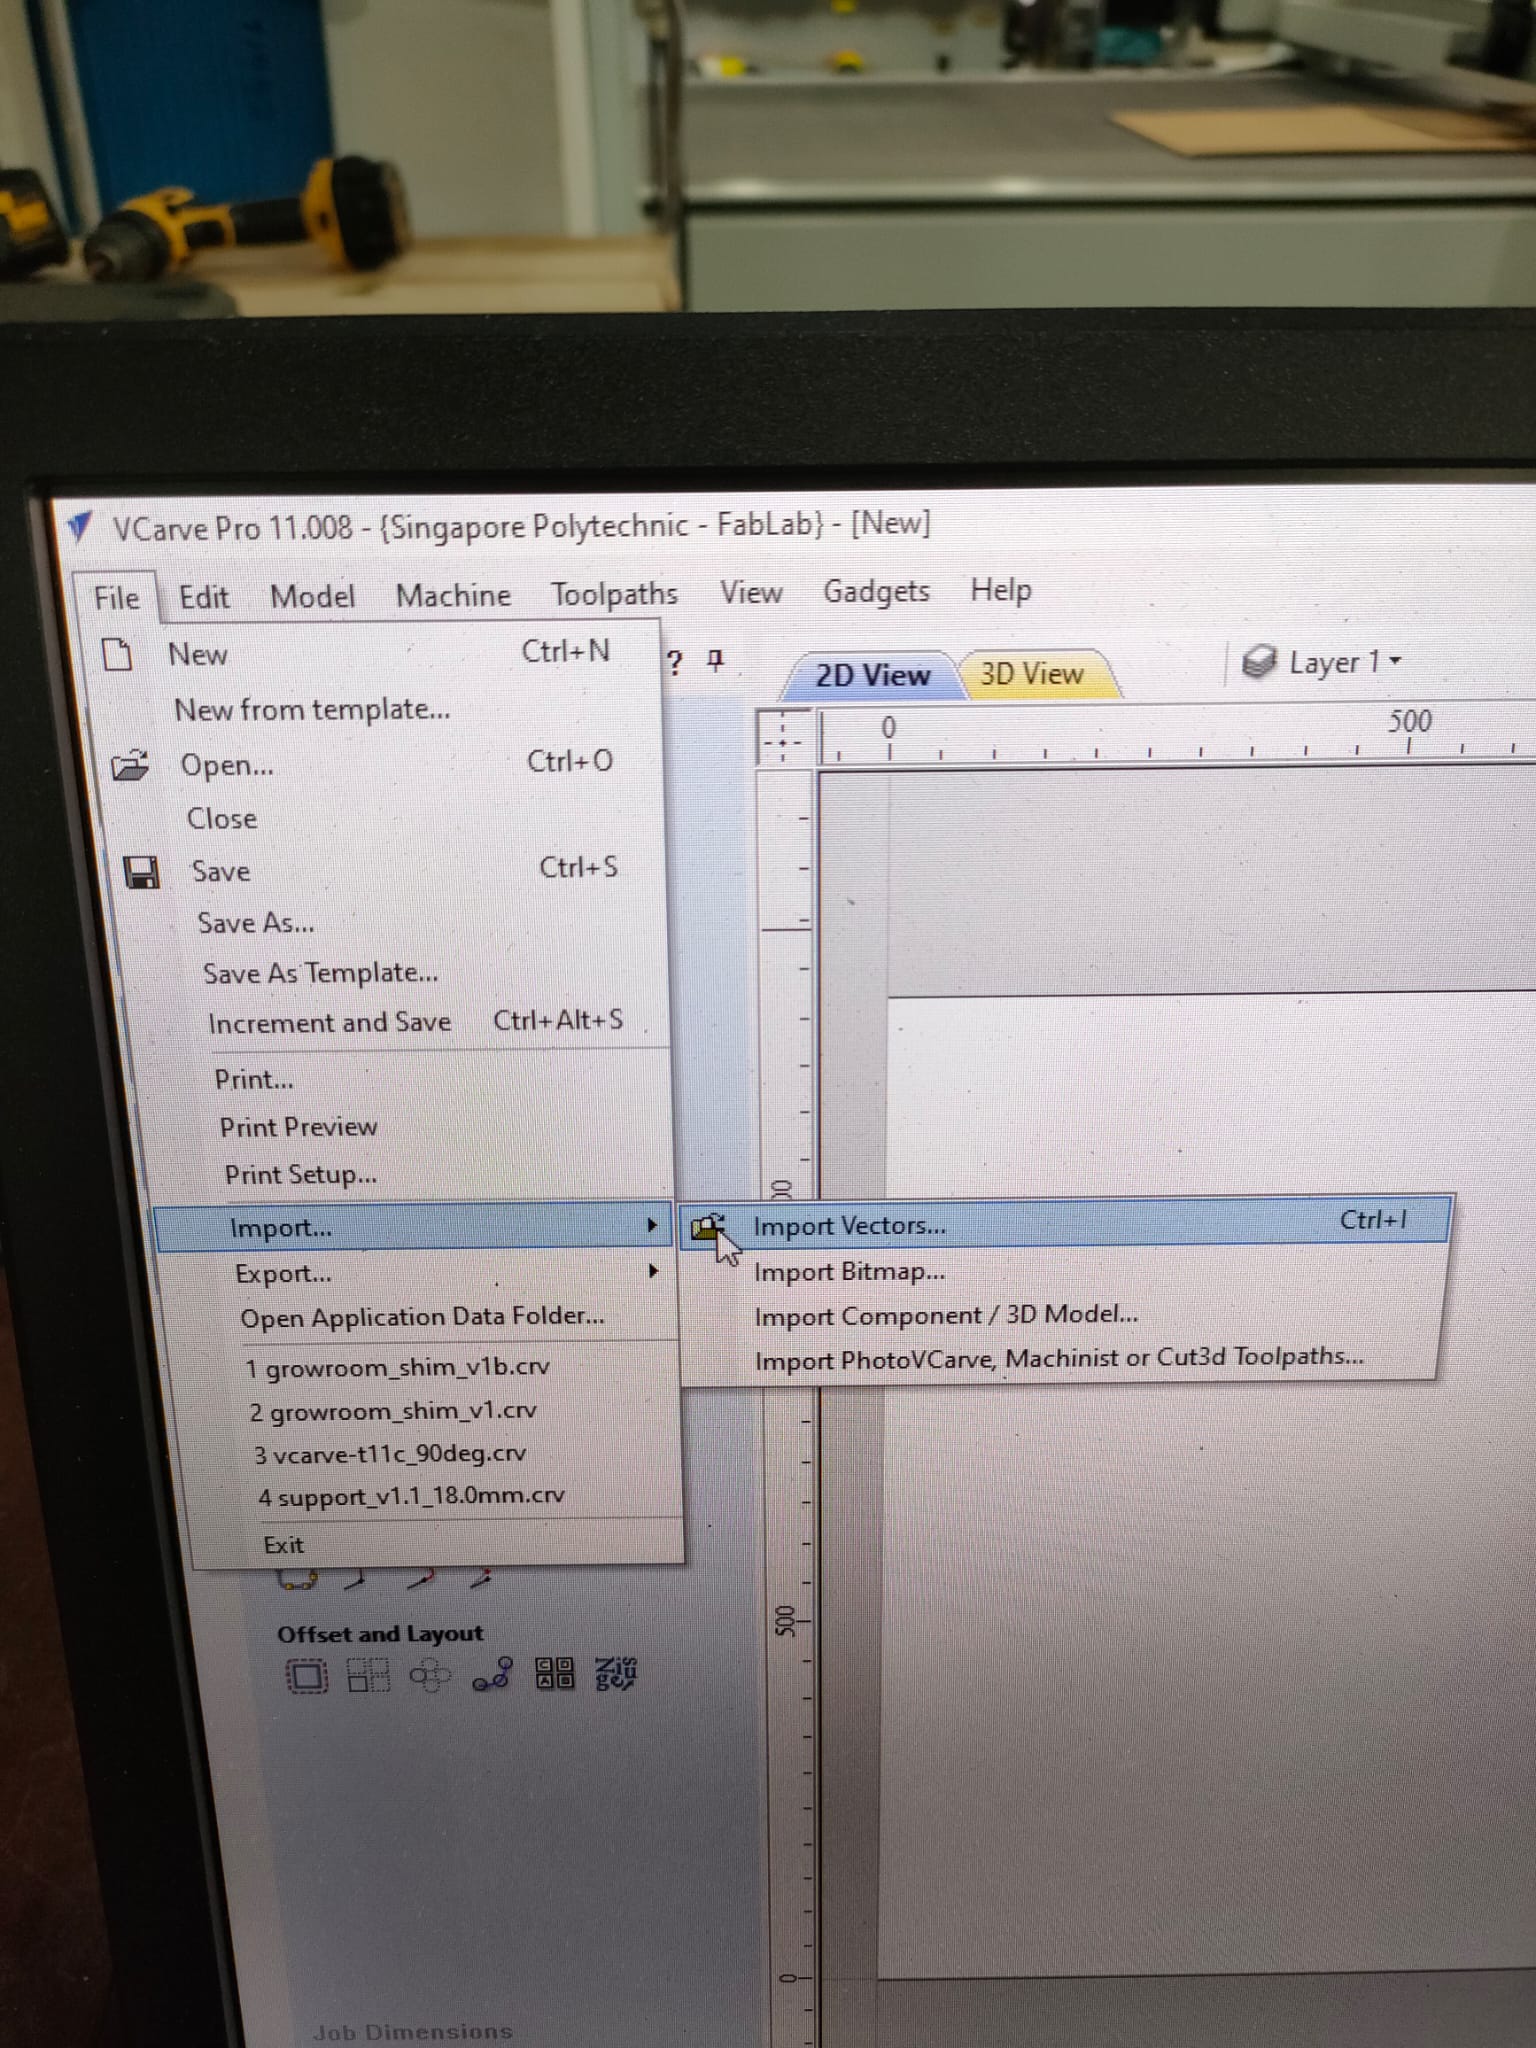 VCarve Pro 11.008 - {Singapore Polytechnic - FabLab} - [New]
File Edit Model Machine Toolpaths View Gadgets Help
New Ctrl+N
New from template...
Open... Ctrl+O
Close
Save Ctrl+S
Save As...
Save As Template...
Increment and Save Ctrl+Alt+S
Print...
Print Preview
Print Setup...
Import...
Export...
Open Application Data Folder...
1 growroom_shim_v1b.crv
2 growroom_shim_v1.crv
3 vcarve-t11c_90deg.crv
4 support_v1.1_18.0mm.crv
Exit
Import Vectors... Ctrl+I
Import Bitmap...
Import Component / 3D Model...
Import PhotoVCarve, Machinist or Cut3d Toolpaths...
?
2D View 3D View Layer 1
0 500
500
0
Offset and Layout
Job Dimensions